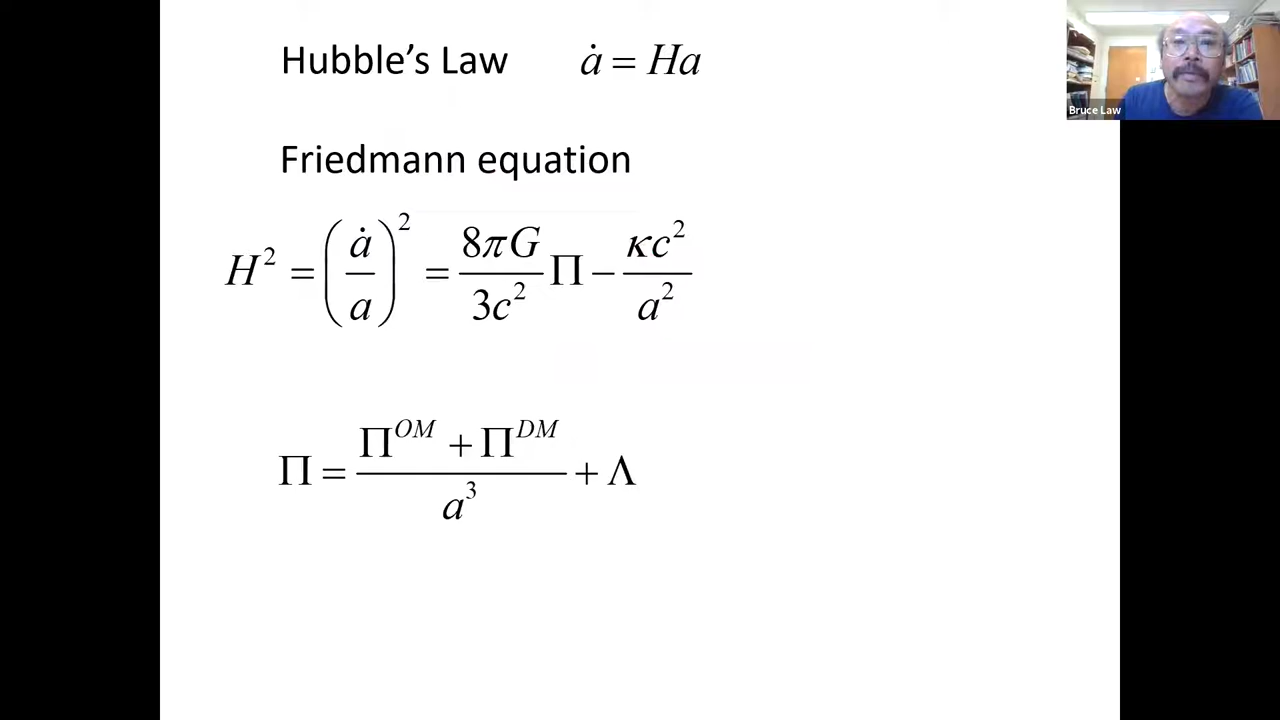 Hubble's Law ȧ = Ha
Friedmann equation
H² = (ȧ/a)² = 8πG/3c² Π − κc²/a²
Π = (Π^OM + Π^DM)/a³ + Λ
Bruce Law